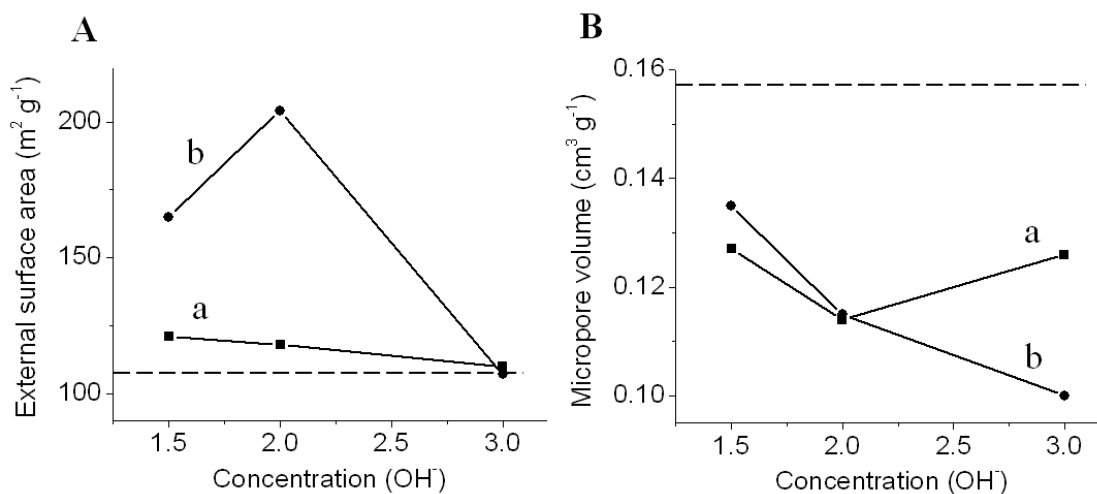 A
External surface area (m² g⁻¹)
200
150
100
b
a
1.5 2.0 2.5 3.0
Concentration (OH⁻)
B
Micropore volume (cm³ g⁻¹)
0.16
0.14
0.12
0.10
a
b
1.5 2.0 2.5 3.0
Concentration (OH⁻)